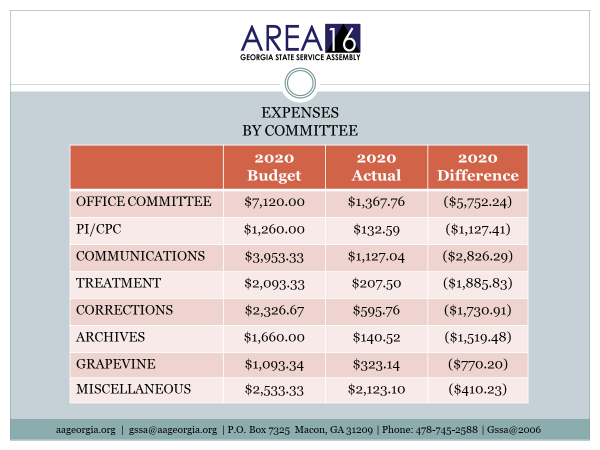 AREA 16
GEORGIA STATE SERVICE ASSEMBLY
EXPENSES
BY COMMITTEE
2020 Budget 2020 Actual 2020 Difference
OFFICE COMMITTEE $7,120.00 $1,367.76 ($5,752.24)
PI/CPC $1,260.00 $132.59 ($1,127.41)
COMMUNICATIONS $3,953.33 $1,127.04 ($2,826.29)
TREATMENT $2,093.33 $207.50 ($1,885.83)
CORRECTIONS $2,326.67 $595.76 ($1,730.91)
ARCHIVES $1,660.00 $140.52 ($1,519.48)
GRAPEVINE $1,093.34 $323.14 ($770.20)
MISCELLANEOUS $2,533.33 $2,123.10 ($410.23)
aageorgia.org | gssa@aageorgia.org | P.O. Box 7325 Macon, GA 31209 | Phone: 478-745-2588 | Gssa@2006